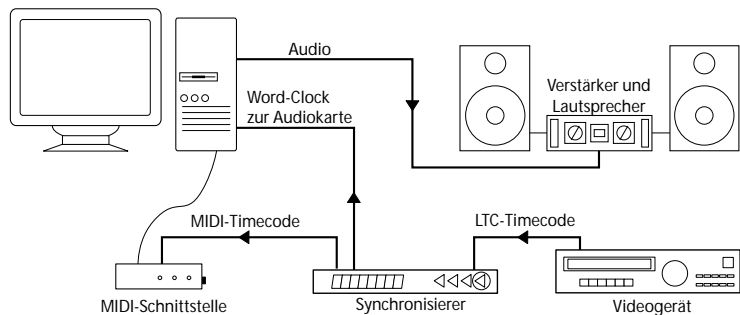 Audio
Verstärker und
Lautsprecher
Word-Clock
zur Audiokarte
MIDI-Timecode
LTC-Timecode
MIDI-Schnittstelle
Synchronisierer
Videogerät